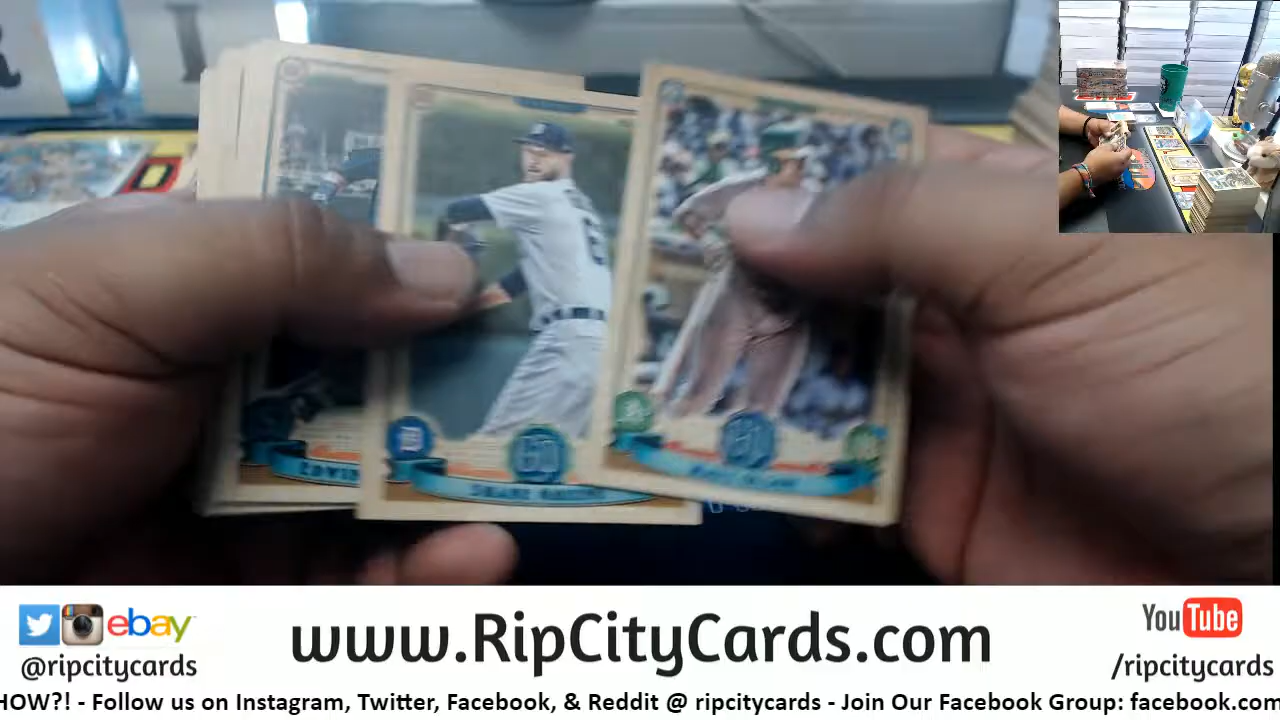 ebay
@ripcitycards
www.RipCityCards.com
YouTube
/ripcitycards
HOW?! - Follow us on Instagram, Twitter, Facebook, & Reddit @ ripcitycards - Join Our Facebook Group: facebook.com